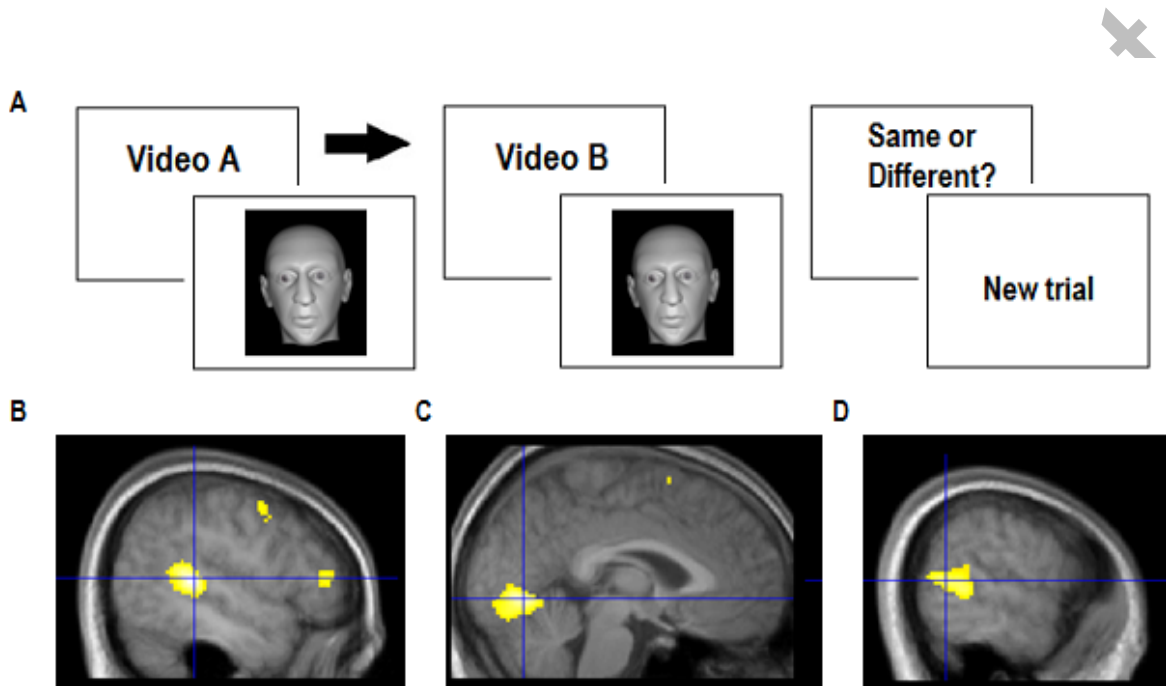 A
Video A
Video B
Same or
Different?
New trial
B
C
D